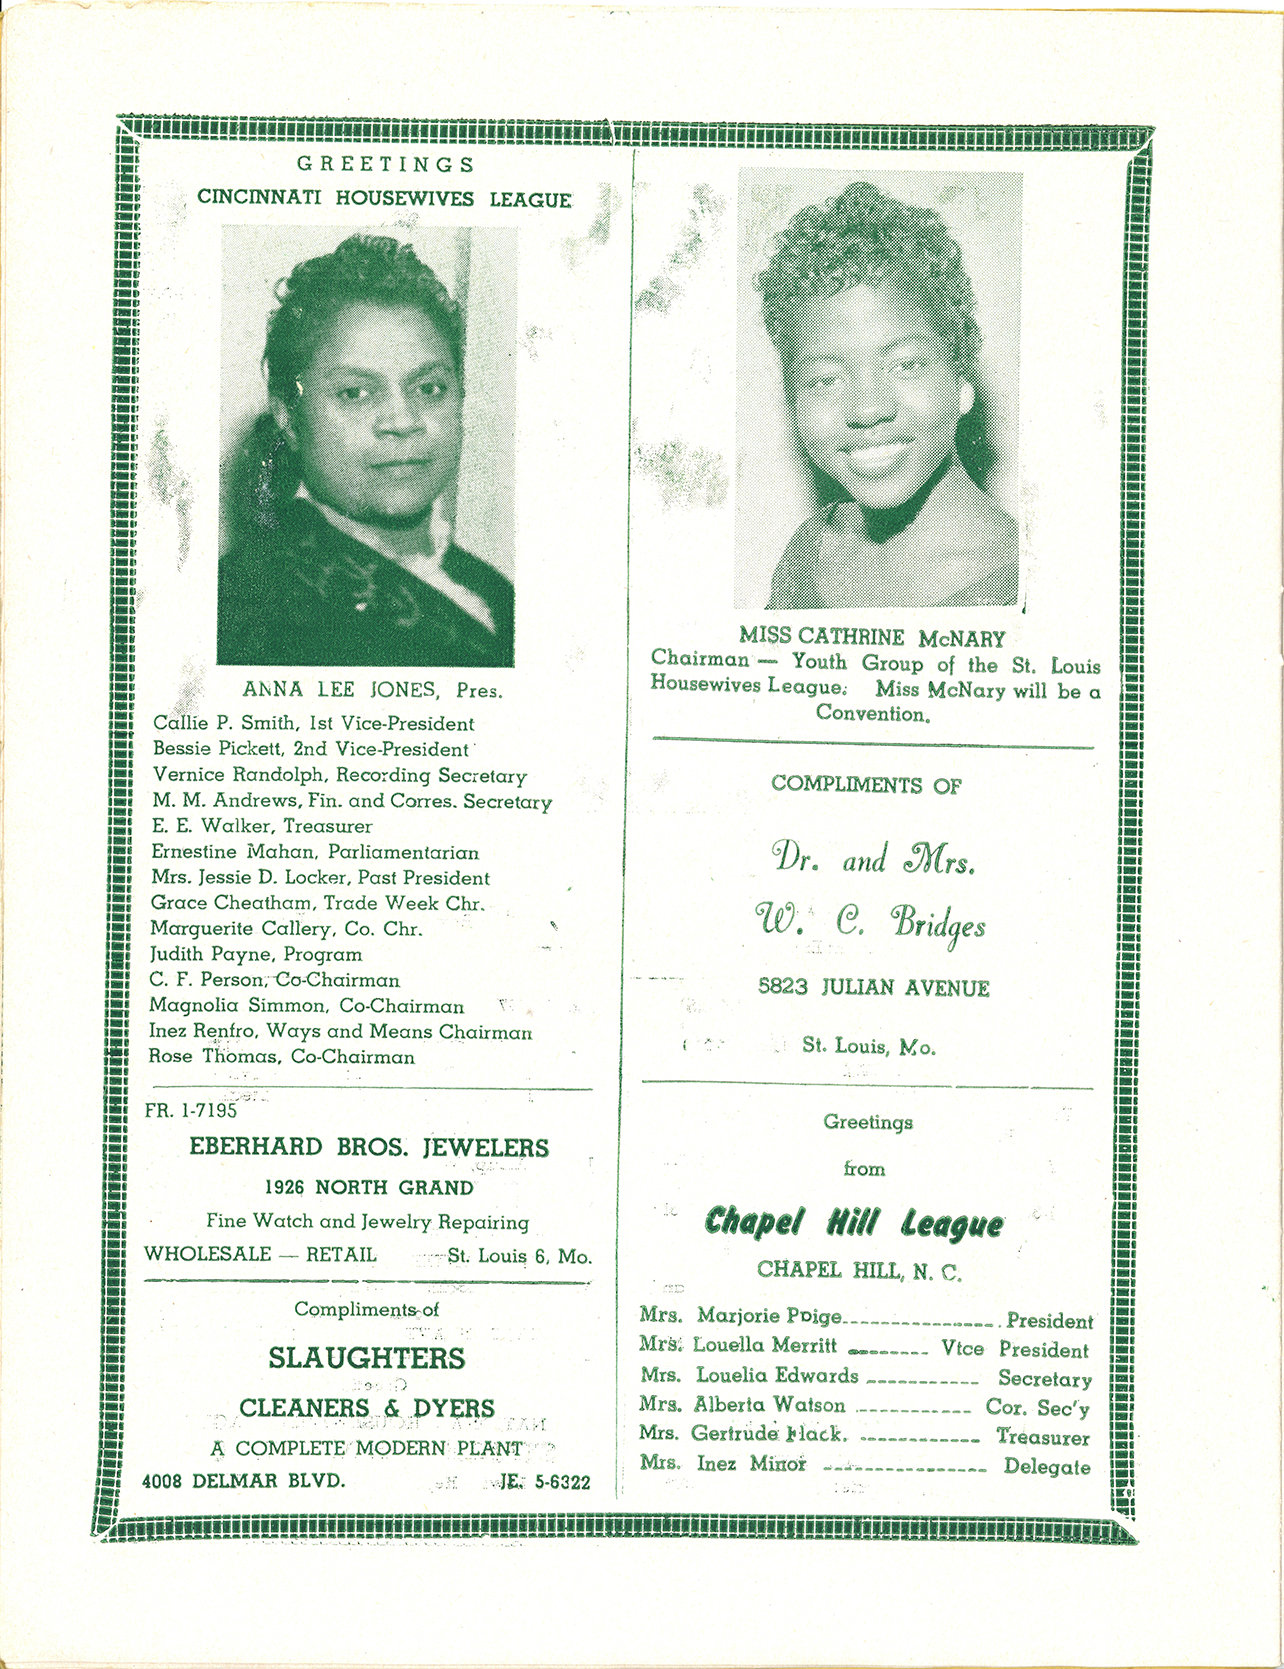 GREETINGS
CINCINNATI HOUSEWIVES LEAGUE
ANNA LEE JONES, Pres.
Callie P. Smith, 1st Vice-President
Bessie Pickett, 2nd Vice-President
Vernice Randolph, Recording Secretary
M. M. Andrews, Fin. and Corres. Secretary
E. E. Walker, Treasurer
Ernestine Mahan, Parliamentarian
Mrs. Jessie D. Locker, Past President
Grace Cheatham, Trade Week Chr.
Marguerite Callery, Co. Chr.
Judith Payne, Program
C. F. Person, Co-Chairman
Magnolia Simmon, Co-Chairman
Inez Renfro, Ways and Means Chairman
Rose Thomas, Co-Chairman
FR. 1-7195
EBERHARD BROS. JEWELERS
1926 NORTH GRAND
Fine Watch and Jewelry Repairing
WHOLESALE — RETAIL St. Louis 6, Mo.
Compliments of
SLAUGHTERS
CLEANERS & DYERS
A COMPLETE MODERN PLANT
4008 DELMAR BLVD. JE. 5-6322
MISS CATHRINE McNARY
Chairman — Youth Group of the St. Louis
Housewives League. Miss McNary will be a
Convention.
COMPLIMENTS OF
Dr. and Mrs.
W. C. Bridges
5823 JULIAN AVENUE
St. Louis, Mo.
Greetings
from
Chapel Hill League
CHAPEL HILL, N. C.
Mrs. Marjorie Paige President
Mrs. Louella Merritt Vice President
Mrs. Louelia Edwards Secretary
Mrs. Alberta Watson Cor. Sec'y
Mrs. Gertrude Treasurer
Mrs. Inez Minor Delegate